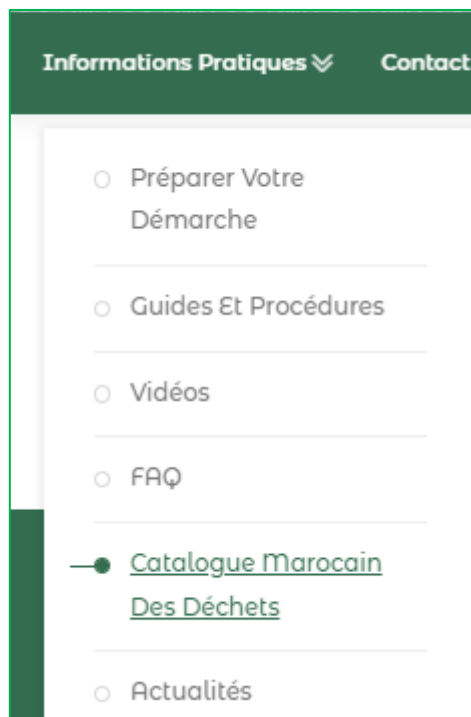 Informations Pratiques Contact
Préparer Votre
Démarche
Guides Et Procédures
Vidéos
FAQ
Catalogue Marocain
Des Déchets
Actualités